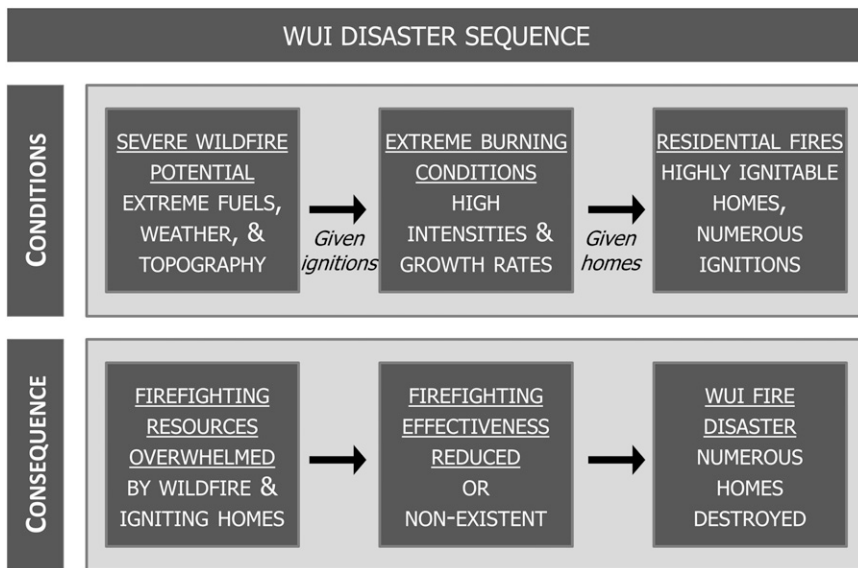 WUI DISASTER SEQUENCE
CONDITIONS
SEVERE WILDFIRE
POTENTIAL
EXTREME FUELS,
WEATHER, &
TOPOGRAPHY
Given
ignitions
EXTREME BURNING
CONDITIONS
HIGH
INTENSITIES &
GROWTH RATES
Given
homes
RESIDENTIAL FIRES
HIGHLY IGNITABLE
HOMES,
NUMEROUS
IGNITIONS
CONSEQUENCE
FIREFIGHTING
RESOURCES
OVERWHELMED
BY WILDFIRE &
IGNITING HOMES
FIREFIGHTING
EFFECTIVENESS
REDUCED
OR
NON-EXISTENT
WUI FIRE
DISASTER
NUMEROUS
HOMES
DESTROYED